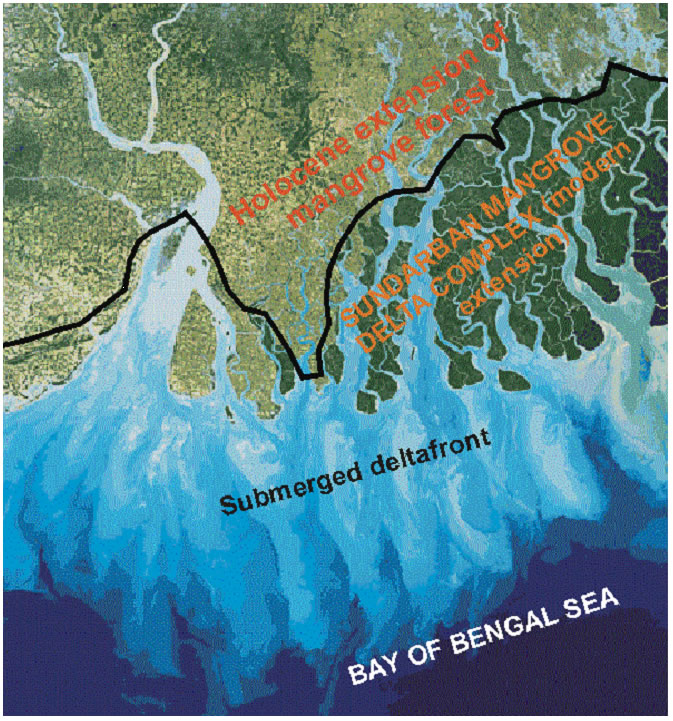 Holocene extension of
mangrove forest
SUNDARBAN MANGROVE
DELTA COMPLEX (modern
extension)
Submerged deltafront
BAY OF BENGAL SEA